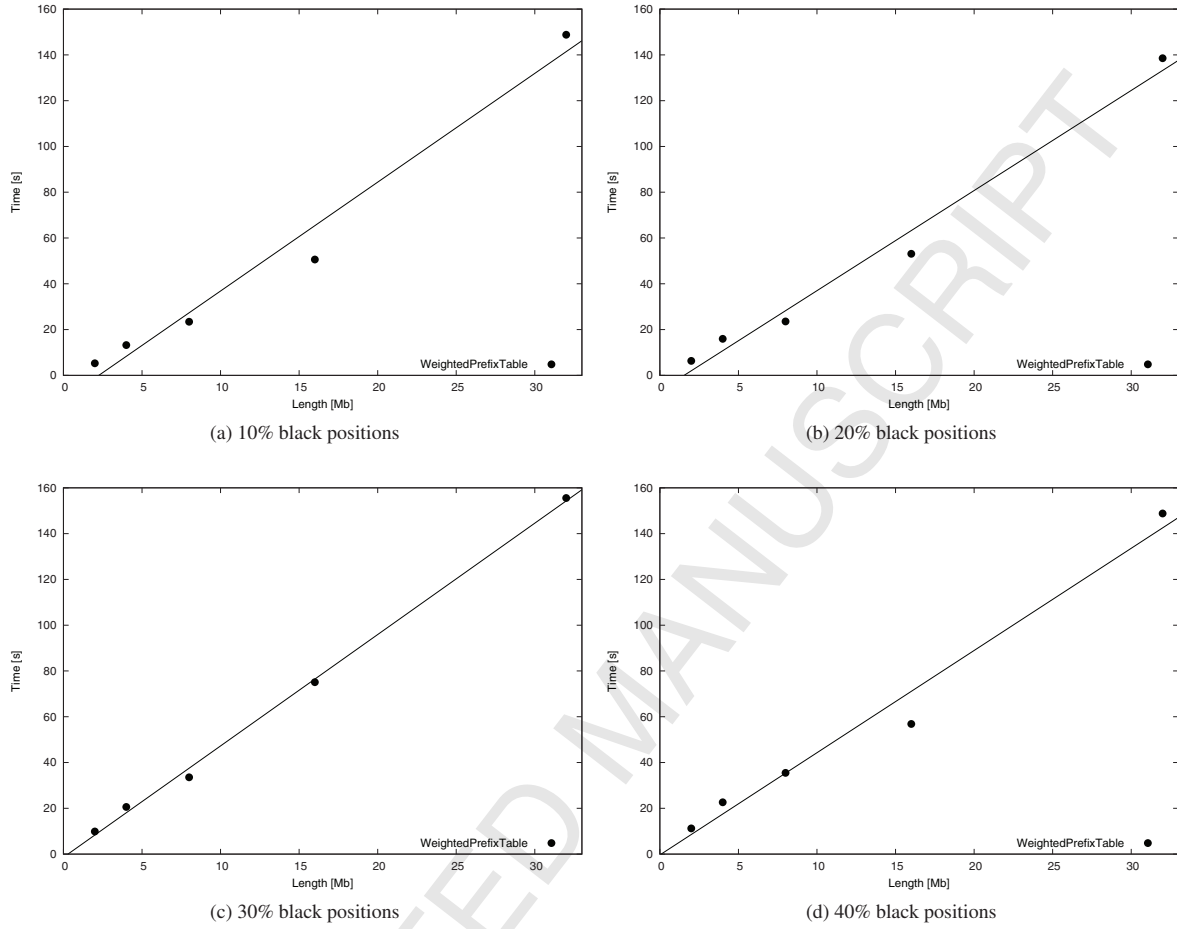 160
140
120
100
80
60
40
20
0
Time [s]
WeightedPrefixTable
0 5 10 15 20 25 30
Length [Mb]
(a) 10% black positions
160
140
120
100
80
60
40
20
0
Time [s]
WeightedPrefixTable
0 5 10 15 20 25 30
Length [Mb]
(b) 20% black positions
160
140
120
100
80
60
40
20
0
Time [s]
WeightedPrefixTable
0 5 10 15 20 25 30
Length [Mb]
(c) 30% black positions
160
140
120
100
80
60
40
20
0
Time [s]
WeightedPrefixTable
0 5 10 15 20 25 30
Length [Mb]
(d) 40% black positions
TED MANUSCRIPT